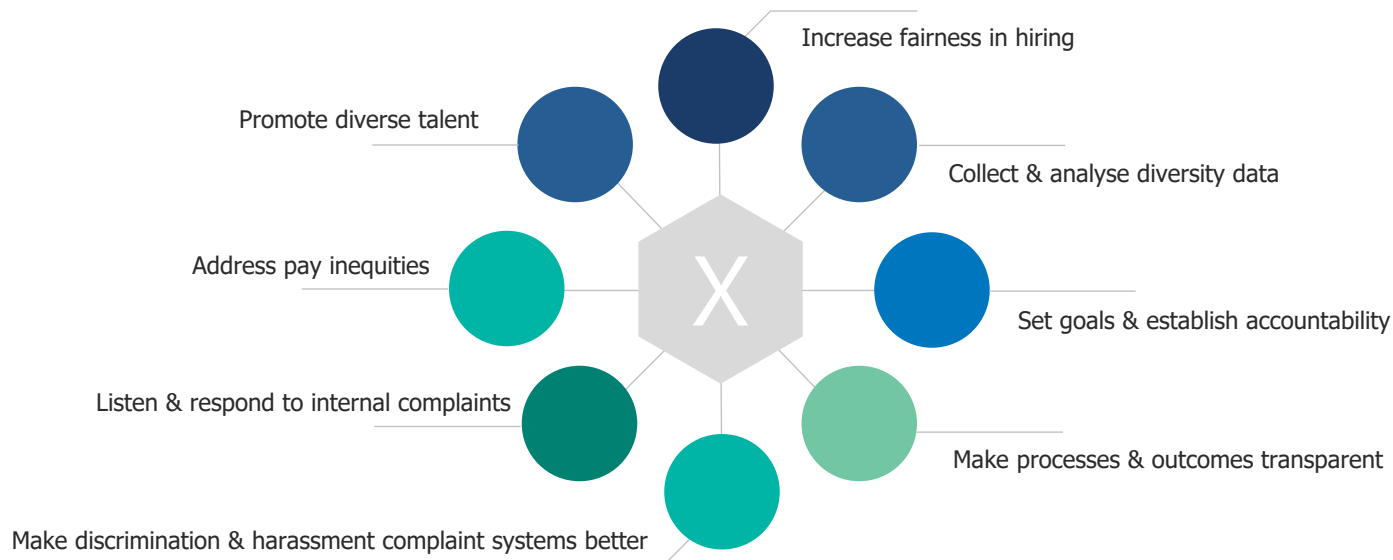 Increase fairness in hiring
Promote diverse talent
Collect & analyse diversity data
Address pay inequities
X
Set goals & establish accountability
Listen & respond to internal complaints
Make processes & outcomes transparent
Make discrimination & harassment complaint systems better